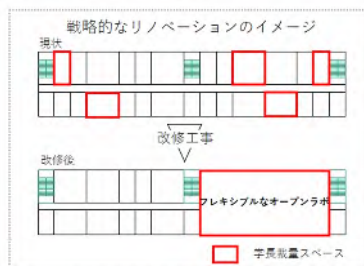 戦略的なリノベーションのイメージ
現状
改修工事
改修後
フレキシブルなオープンラボ
学長裁量スペース